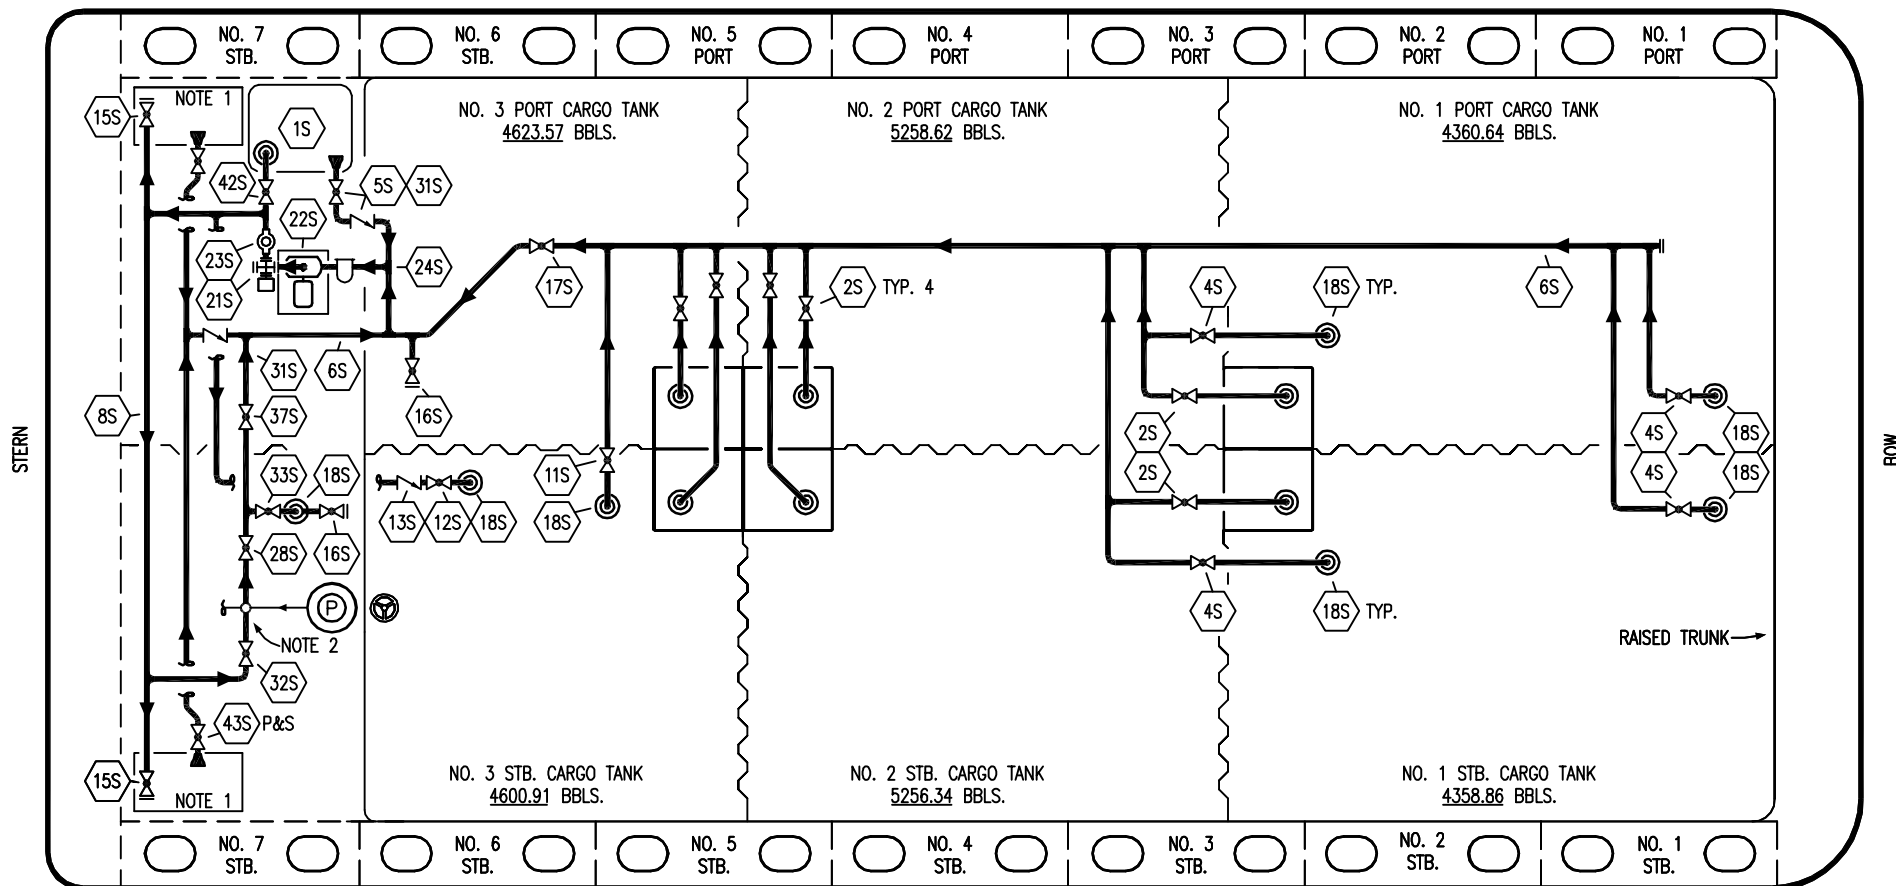 NO. 7
STB.
NO. 6
STB.
NO. 5
PORT
NO. 4
PORT
NO. 3
PORT
NO. 2
PORT
NO. 1
PORT
NOTE 1
15S
1S
NO. 3 PORT CARGO TANK
4623.57 BBLS.
NO. 2 PORT CARGO TANK
5258.62 BBLS.
NO. 1 PORT CARGO TANK
4360.64 BBLS.
42S
5S
31S
22S
23S
21S
24S
17S
2S TYP. 4
4S
18S TYP.
6S
31S
6S
37S
16S
8S
STERN
BOW
33S
18S
28S
16S
13S
12S
18S
11S
18S
2S
2S
4S
18S
4S
18S
P
NOTE 2
32S
4S
18S TYP.
RAISED TRUNK
43S P&S
15S
NOTE 1
NO. 3 STB. CARGO TANK
4600.91 BBLS.
NO. 2 STB. CARGO TANK
5256.34 BBLS.
NO. 1 STB. CARGO TANK
4358.86 BBLS.
NO. 7
STB.
NO. 6
STB.
NO. 5
STB.
NO. 4
STB.
NO. 3
STB.
NO. 2
STB.
NO. 1
STB.